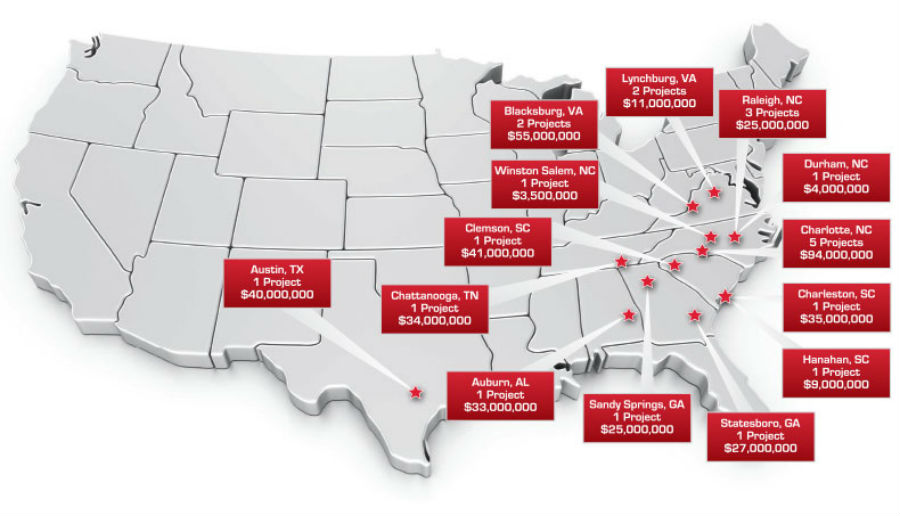 Lynchburg, VA
2 Projects
$11,000,000
Raleigh, NC
3 Projects
$25,000,000
Blacksburg, VA
2 Projects
$55,000,000
Winston Salem, NC
1 Project
$3,500,000
Durham, NC
1 Project
$4,000,000
Clemson, SC
1 Project
$41,000,000
Charlotte, NC
5 Projects
$94,000,000
Austin, TX
1 Project
$40,000,000
Chattanooga, TN
1 Project
$34,000,000
Charleston, SC
1 Project
$35,000,000
Hanahan, SC
1 Project
$9,000,000
Auburn, AL
1 Project
$33,000,000
Sandy Springs, GA
1 Project
$25,000,000
Statesboro, GA
1 Project
$27,000,000